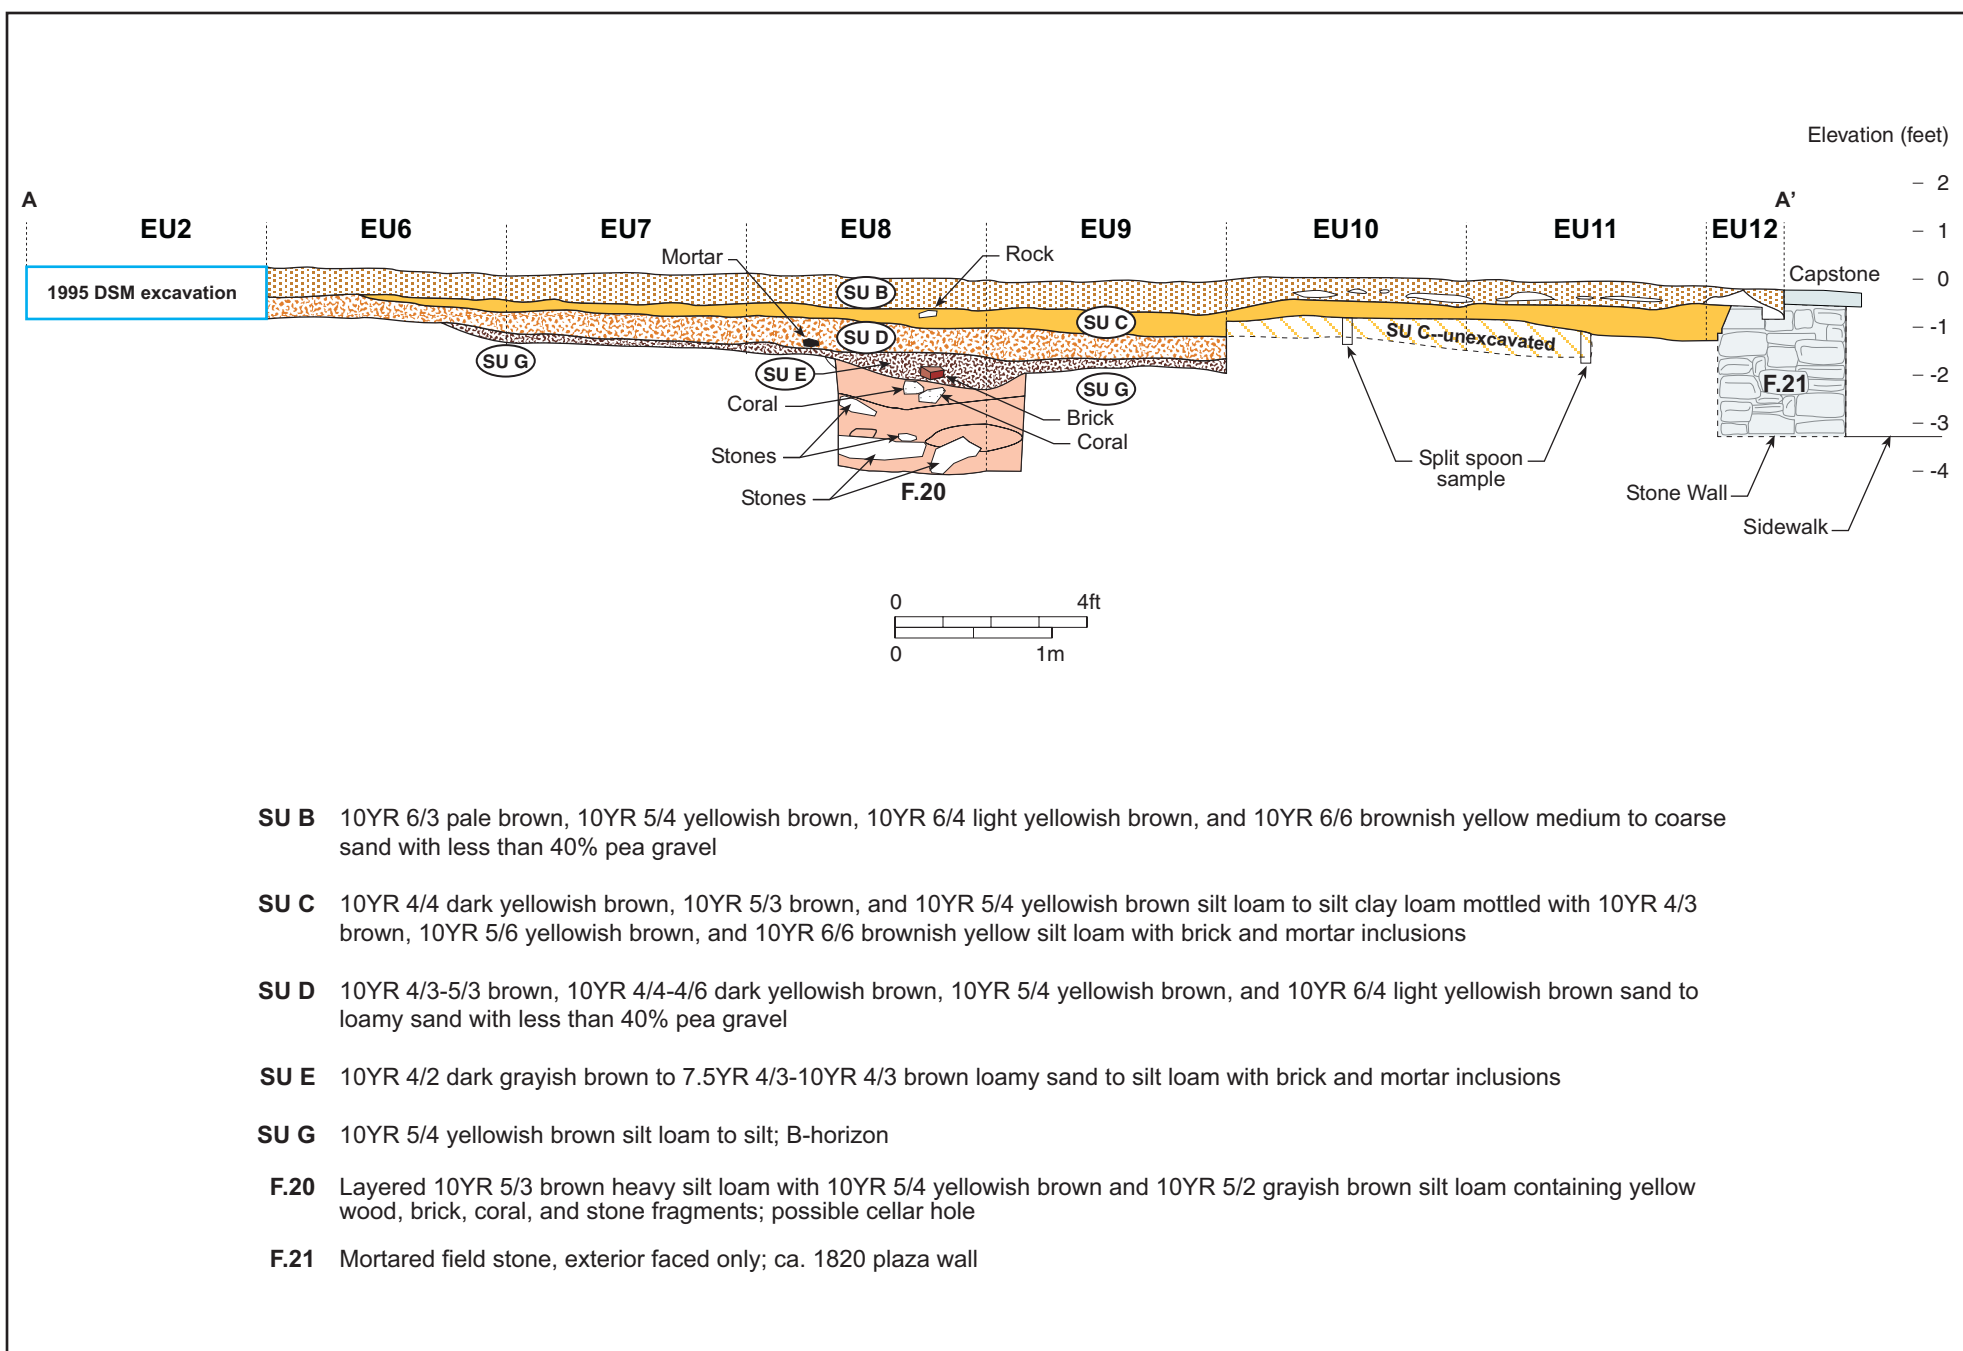 Elevation (feet)
2
1
0
-1
-2
-3
-4
A
A’
EU2
EU6
EU7
EU8
EU9
EU10
EU11
EU12
1995 DSM excavation
Mortar
Rock
Capstone
SU B
SU C
SU D
SU C--unexcavated
SU G
SU E
SU G
F.21
Coral
Brick
Coral
Stones
Stones
F.20
Split spoon
sample
Stone Wall
Sidewalk
0
4ft
0
1m
SU B 10YR 6/3 pale brown, 10YR 5/4 yellowish brown, 10YR 6/4 light yellowish brown, and 10YR 6/6 brownish yellow medium to coarse
sand with less than 40% pea gravel
SU C 10YR 4/4 dark yellowish brown, 10YR 5/3 brown, and 10YR 5/4 yellowish brown silt loam to silt clay loam mottled with 10YR 4/3
brown, 10YR 5/6 yellowish brown, and 10YR 6/6 brownish yellow silt loam with brick and mortar inclusions
SU D 10YR 4/3-5/3 brown, 10YR 4/4-4/6 dark yellowish brown, 10YR 5/4 yellowish brown, and 10YR 6/4 light yellowish brown sand to
loamy sand with less than 40% pea gravel
SU E 10YR 4/2 dark grayish brown to 7.5YR 4/3-10YR 4/3 brown loamy sand to silt loam with brick and mortar inclusions
SU G 10YR 5/4 yellowish brown silt loam to silt; B-horizon
F.20 Layered 10YR 5/3 brown heavy silt loam with 10YR 5/4 yellowish brown and 10YR 5/2 grayish brown silt loam containing yellow
wood, brick, coral, and stone fragments; possible cellar hole
F.21 Mortared field stone, exterior faced only; ca. 1820 plaza wall